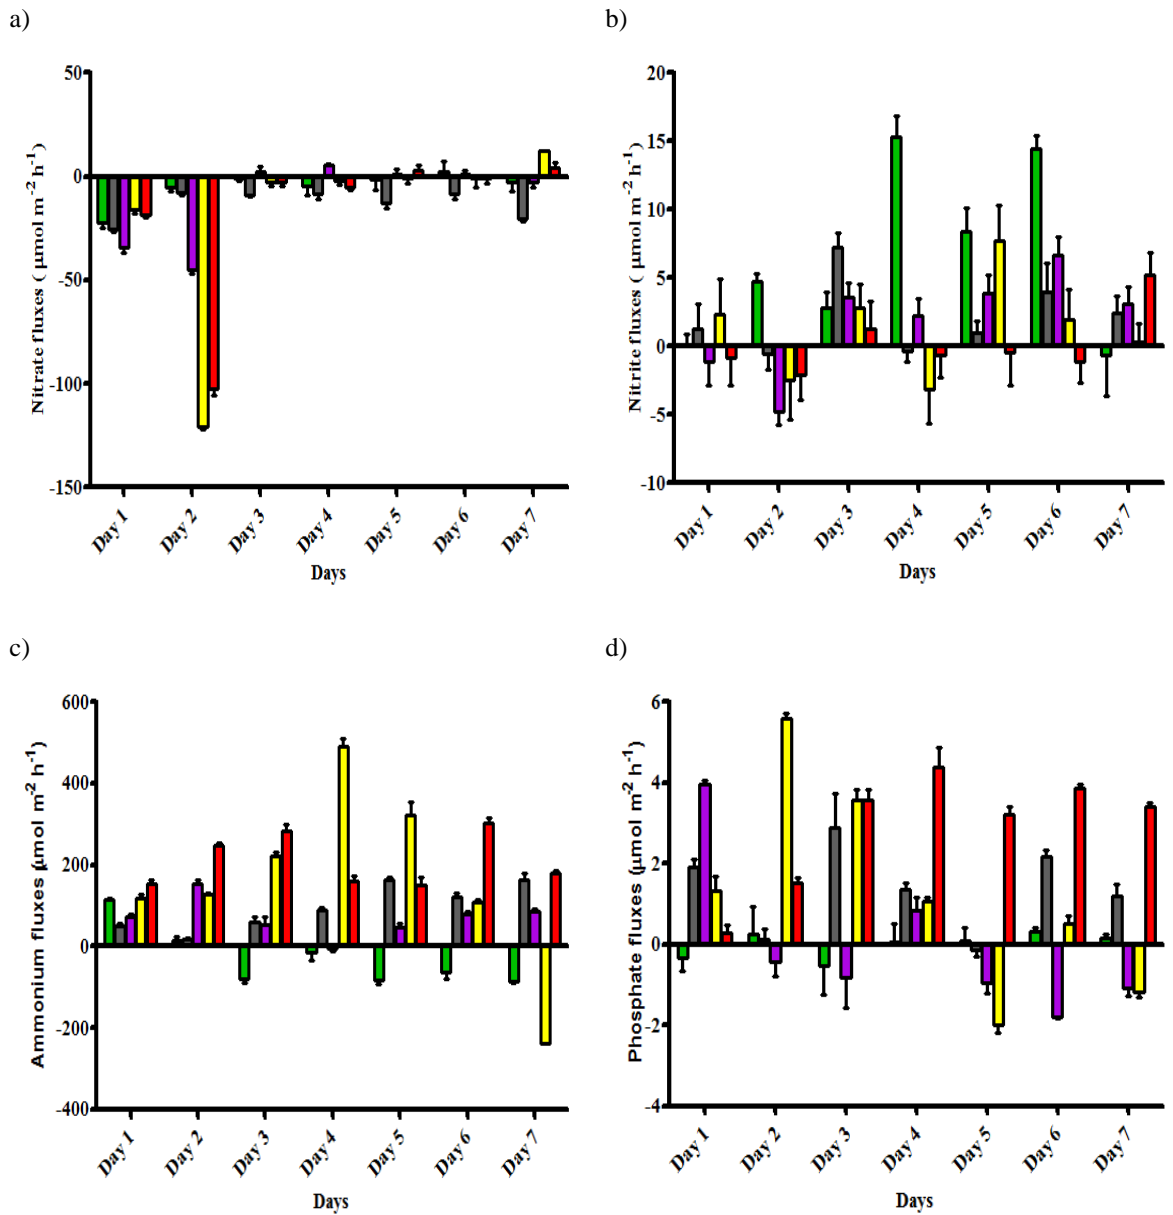 a)
50
0
-50
-100
-150
Nitrate fluxes ( μmol m-2 h-1)
Day 1
Day 2
Day 3
Day 4
Day 5
Day 6
Day 7
Days
b)
20
15
10
5
0
-5
-10
Nitrite fluxes ( μmol m-2 h-1)
Day 1
Day 2
Day 3
Day 4
Day 5
Day 6
Day 7
Days
c)
600
400
200
0
-200
-400
Ammonium fluxes (μmol m-2 h-1)
Day 1
Day 2
Day 3
Day 4
Day 5
Day 6
Day 7
Days
d)
6
4
2
0
-2
-4
Phosphate fluxes (μmol m-2 h-1)
Day 1
Day 2
Day 3
Day 4
Day 5
Day 6
Day 7
Days